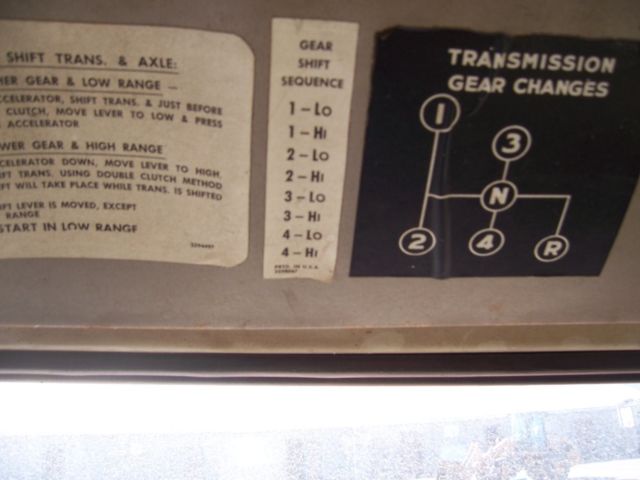 SHIFT TRANS. & AXLE:
HER GEAR & LOW RANGE —
CCELERATOR, SHIFT TRANS. & JUST BEFORE
CLUTCH, MOVE LEVER TO LOW & PRESS
ACCELERATOR
WER GEAR & HIGH RANGE
CELERATOR DOWN, MOVE LEVER TO HIGH,
IFT TRANS. USING DOUBLE CLUTCH METHOD
FT WILL TAKE PLACE WHILE TRANS. IS SHIFTED
IFT LEVER IS MOVED, EXCEPT
RANGE
START IN LOW RANGE
GEAR
SHIFT
SEQUENCE
1 – LO
1 – HI
2 – LO
2 – HI
3 – LO
3 – HI
4 – LO
4 – HI
PRTD. IN U.S.A.
TRANSMISSION
GEAR CHANGES
1
3
N
2 4 R